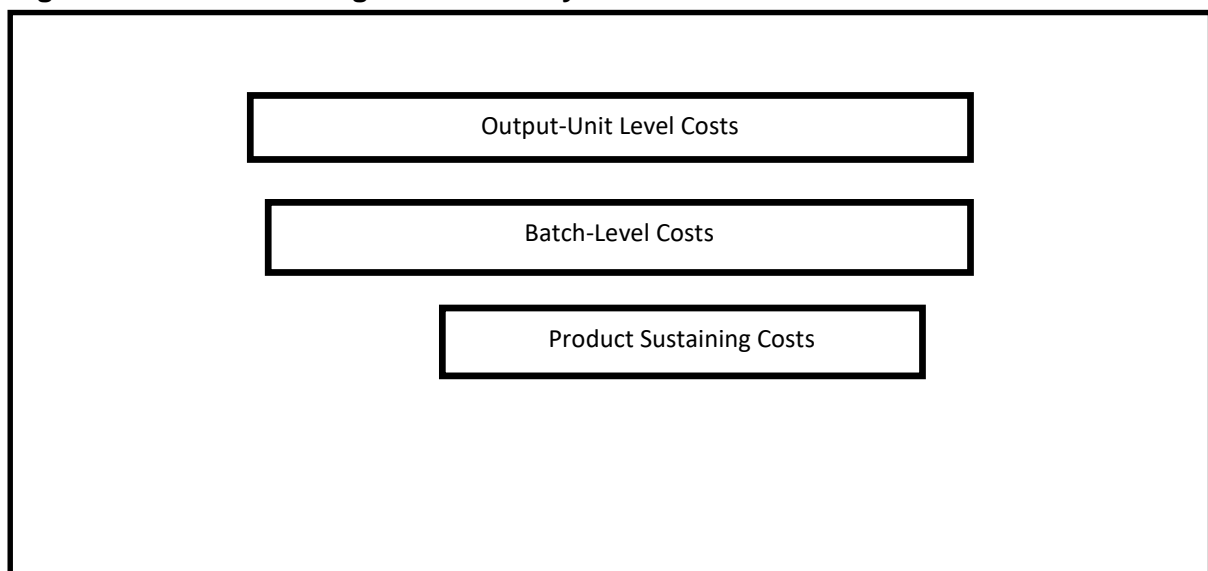 Output-Unit Level Costs
Batch-Level Costs
Product Sustaining Costs